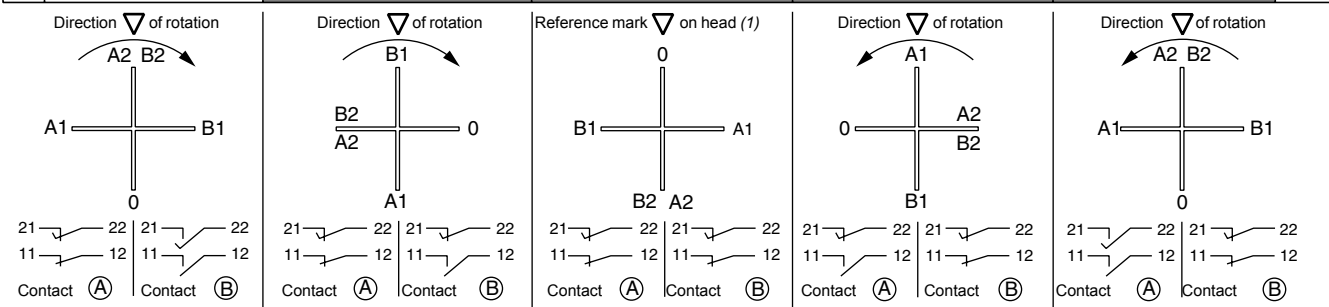 Direction of rotation
A2 B2
A1 B1
0
21 22 21 22
11 12 11 12
Contact A Contact B
Direction of rotation
B1
B2
A2
0
A1
21 22 21 22
11 12 11 12
Contact A Contact B
Reference mark on head (1)
0
B1 A1
B2 A2
21 22 21 22
11 12 11 12
Contact A Contact B
Direction of rotation
A1
0
A2
B2
B1
21 22 21 22
11 12 11 12
Contact A Contact B
Direction of rotation
A2 B2
A1 B1
0
21 22 21 22
11 12 11 12
Contact A Contact B